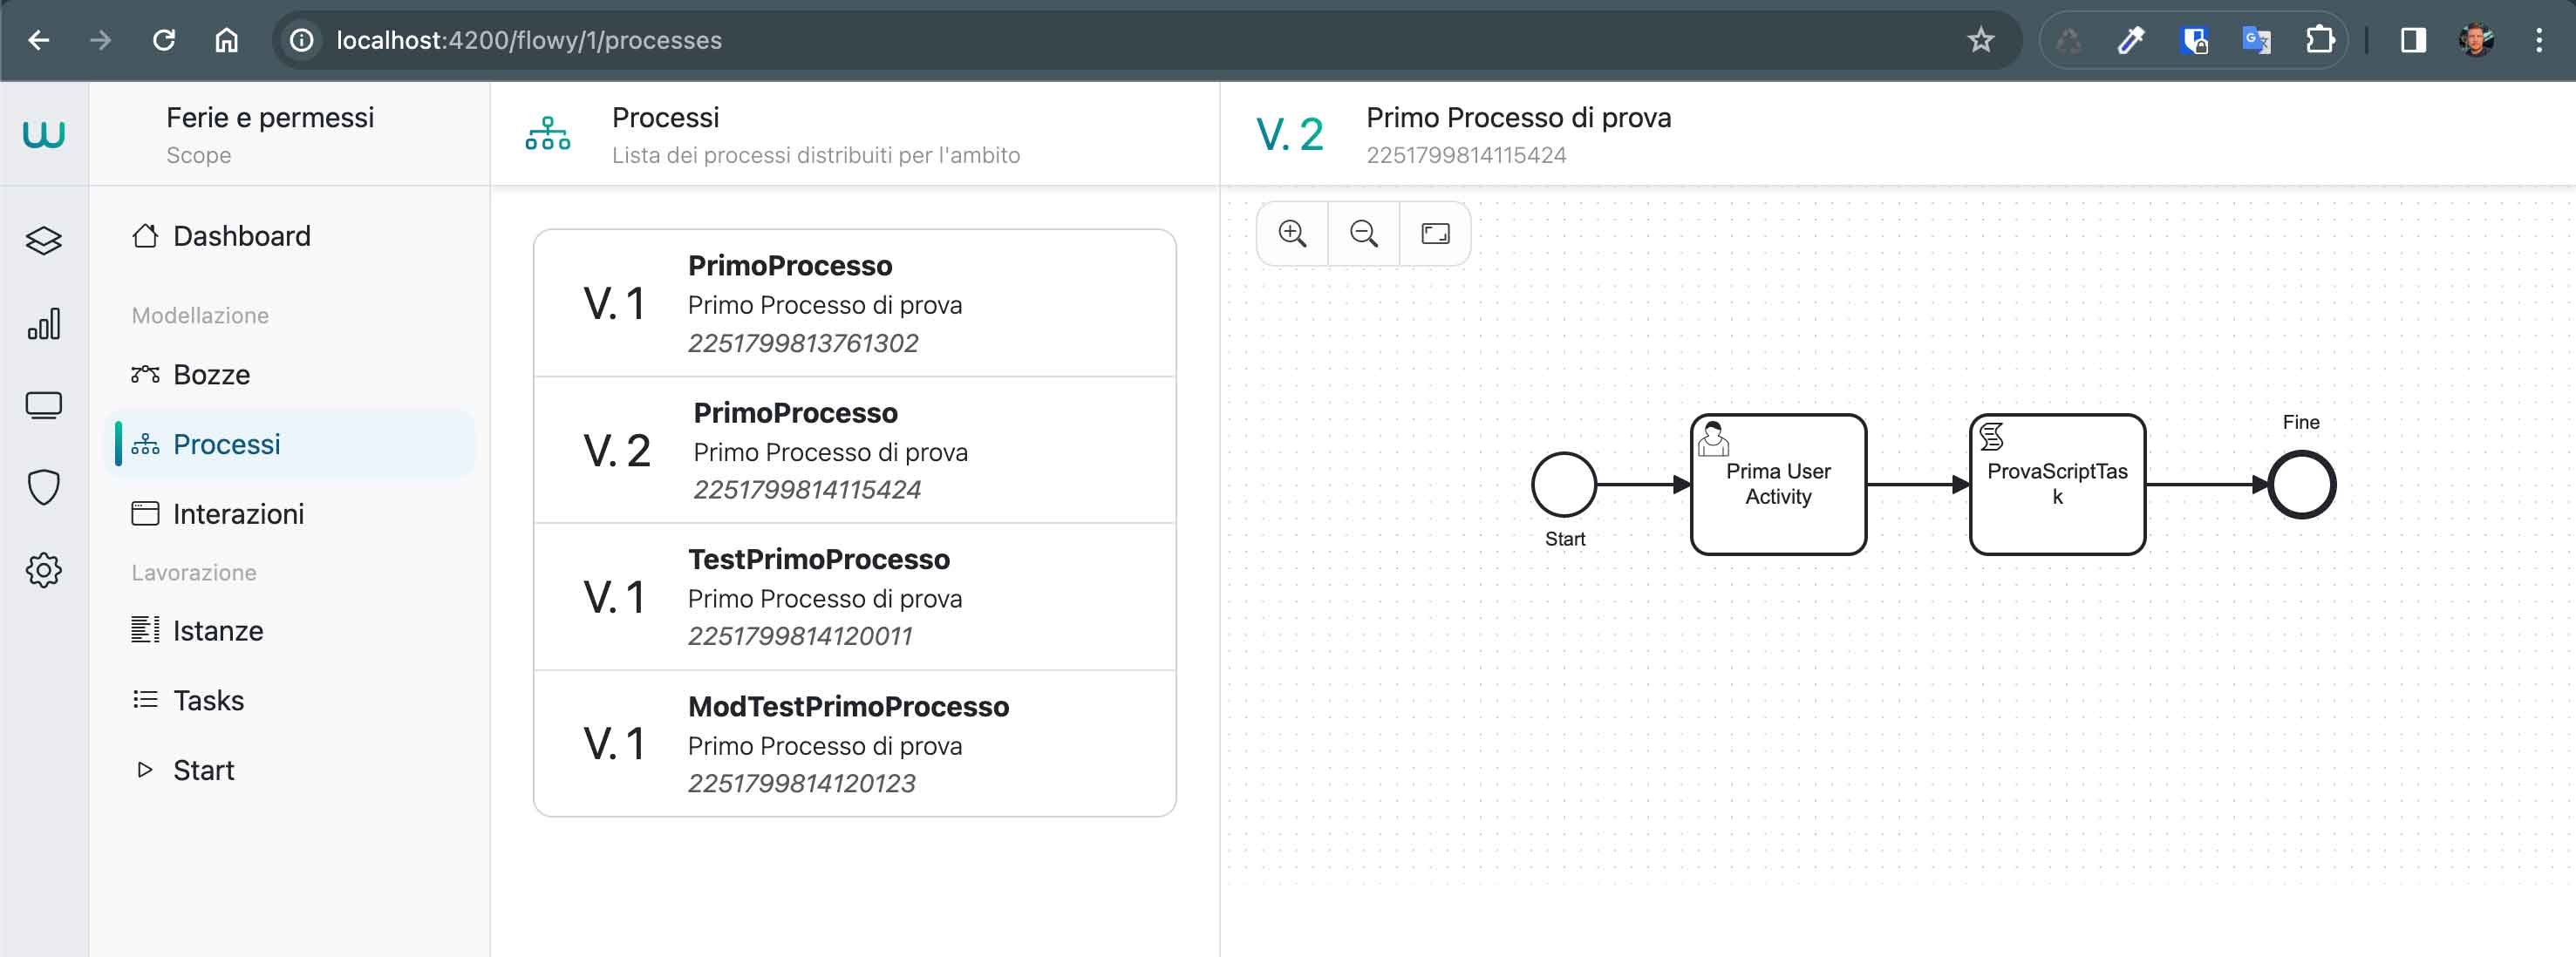 localhost:4200/flowy/1/processes
w
Ferie e permessi
Scope
Dashboard
Modellazione
Bozze
Processi
Interazioni
Lavorazione
Istanze
Tasks
Start
Processi
Lista dei processi distribuiti per l'ambito
V. 1
PrimoProcesso
Primo Processo di prova
2251799813761302
V. 2
PrimoProcesso
Primo Processo di prova
2251799814115424
V. 1
TestPrimoProcesso
Primo Processo di prova
2251799814120011
V. 1
ModTestPrimoProcesso
Primo Processo di prova
2251799814120123
V. 2
Primo Processo di prova
2251799814115424
Start
Prima User
Activity
ProvaScriptTas
k
Fine